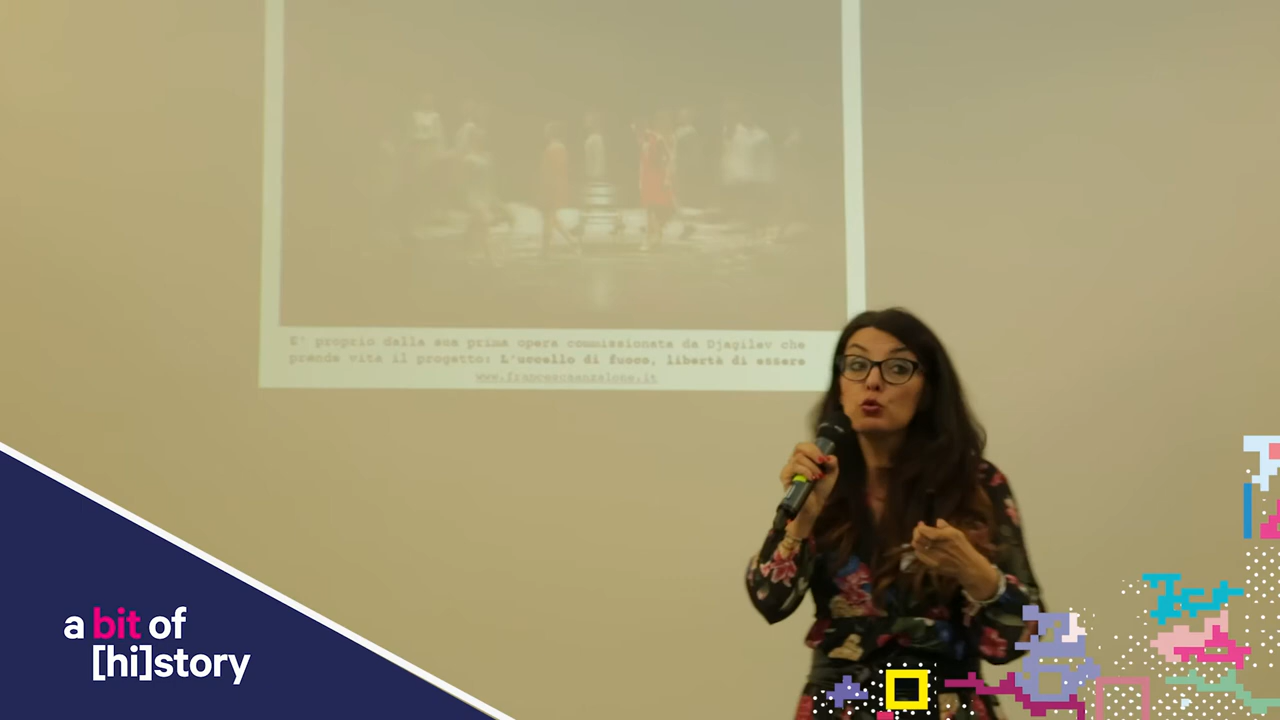 E' proprio dalla sua prima opera commissionata da Djagilev che
prende vita il progetto: L'uccello di fuoco, libertà di essere
www.francescaanzalone.it
a bit of
[hi]story